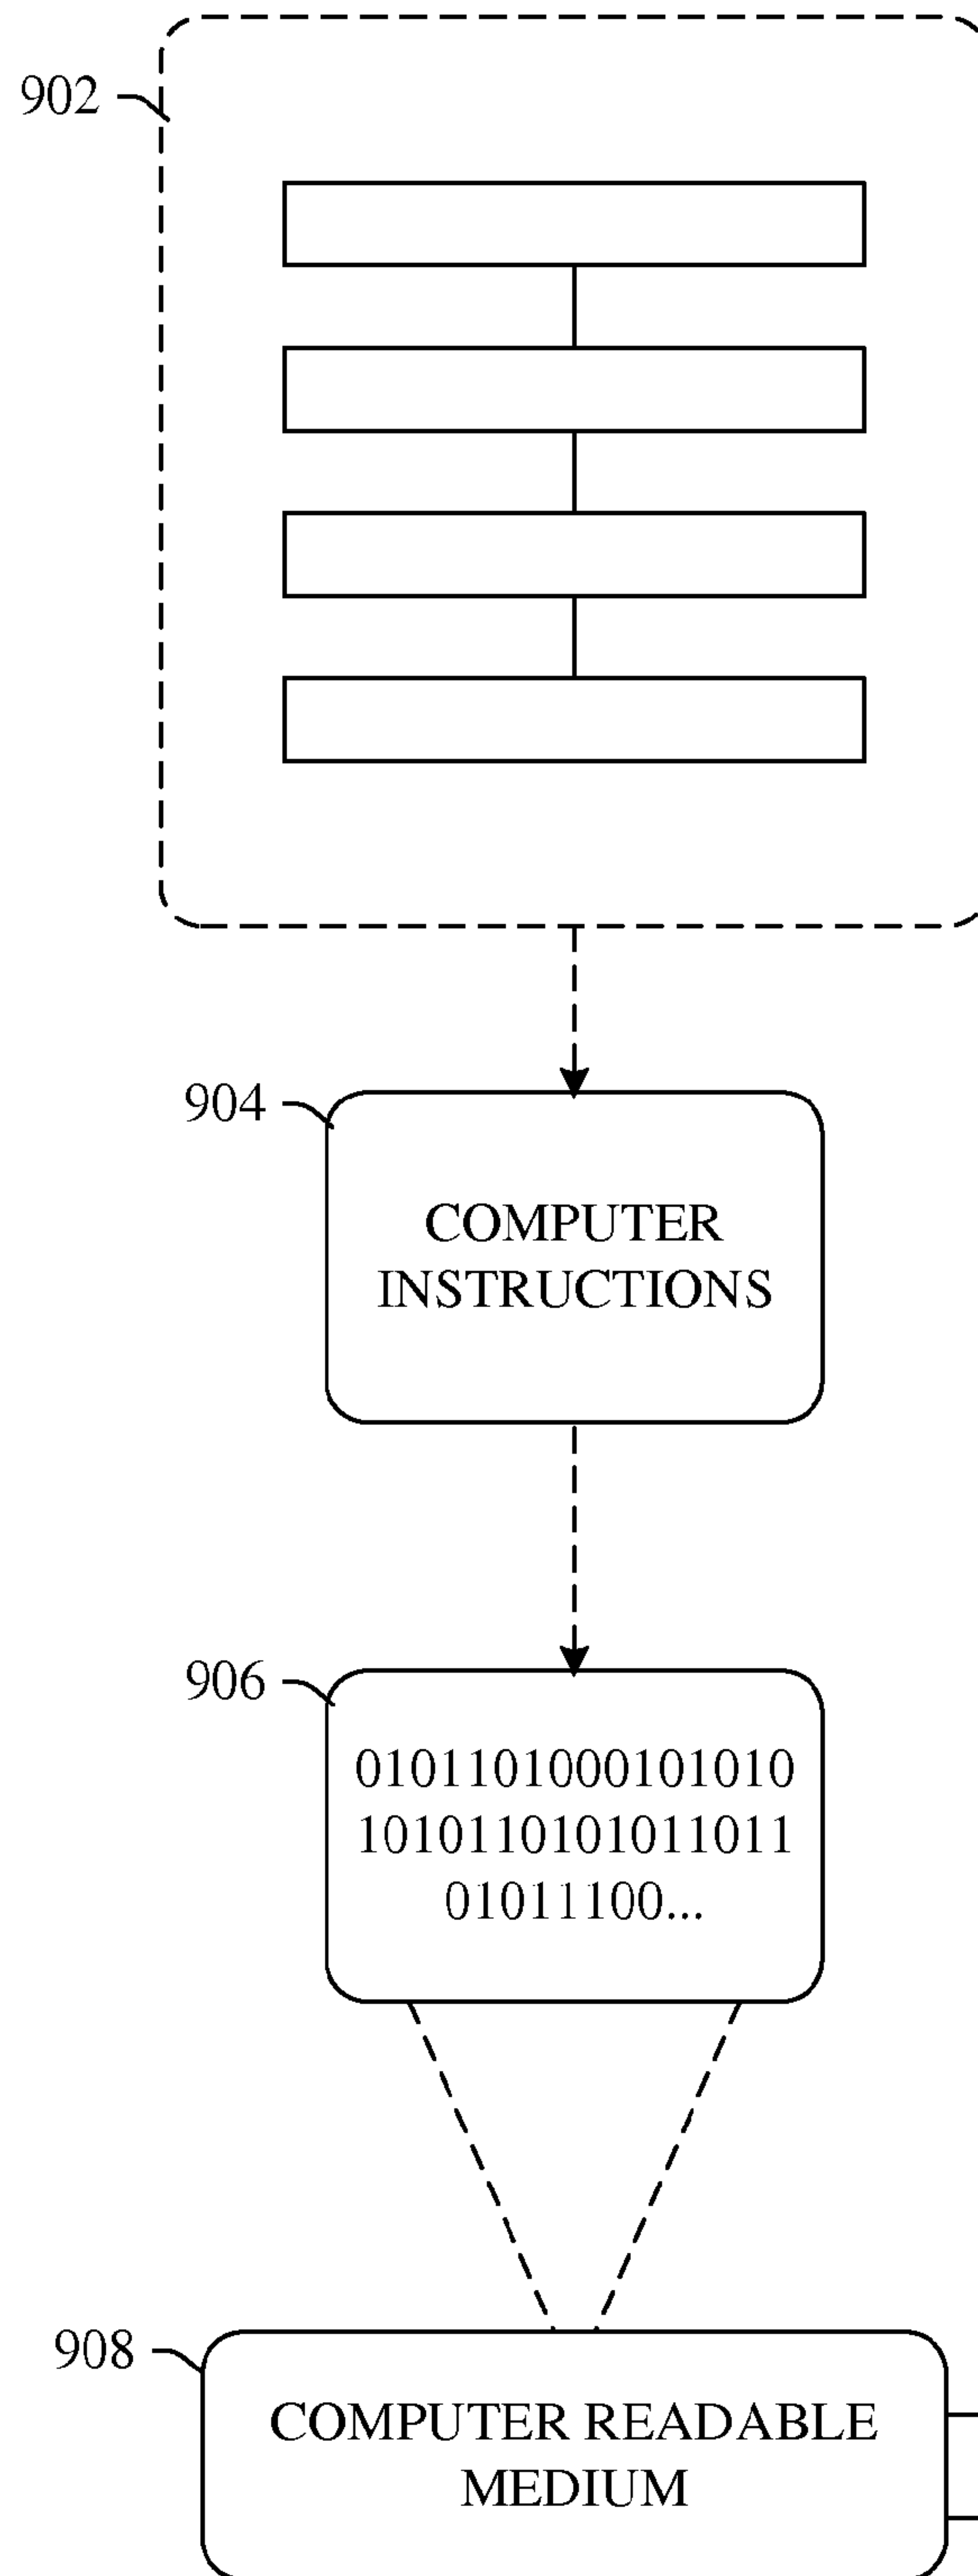 902
904
COMPUTER
INSTRUCTIONS
906
0101101000101010
1010110101011011
01011100...
908
COMPUTER READABLE
MEDIUM